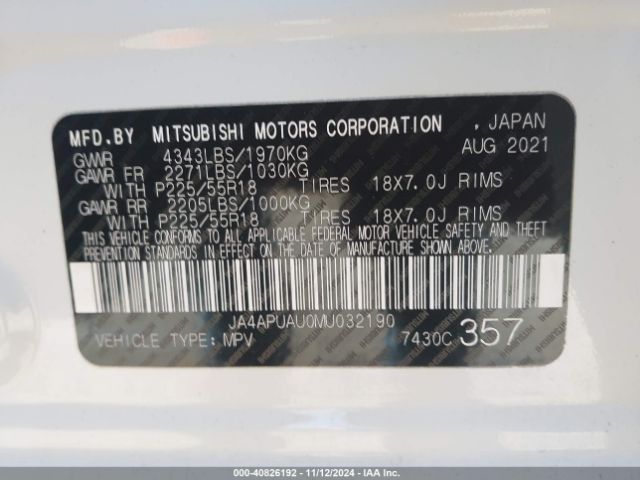 MFD.BY MITSUBISHI MOTORS CORPORATION , JAPAN
GVWR 4343LBS/1970KG AUG 2021
GAWR FR 2271LBS/1030KG
WITH P225/55R18 TIRES 18X7.0J RIMS
GAWR RR 2205LBS/1000KG
WITH P225/55R18 TIRES 18X7.0J RIMS
THIS VEHICLE CONFORMS TO ALL APPLICABLE FEDERAL MOTOR VEHICLE SAFETY AND THEFT
PREVENTION STANDARDS IN EFFECT ON THE DATE OF MANUFACTURE SHOWN ABOVE.
JA4APUAU0MU032190
VEHICLE TYPE: MPV 7430C 357
000-40826192 - 11/12/2024 - IAAI.com